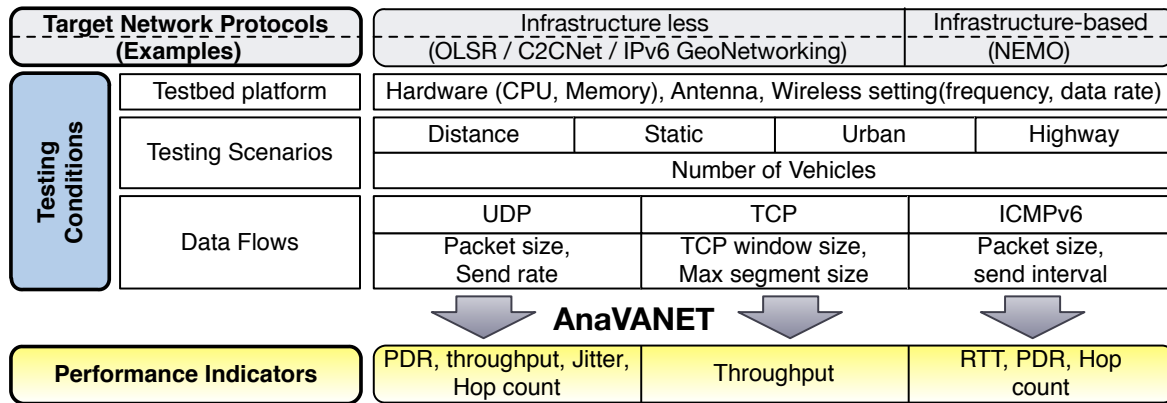 Target Network Protocols
(Examples)
Infrastructure less
(OLSR / C2CNet / IPv6 GeoNetworking)
Infrastructure-based
(NEMO)
Testing
Conditions
Testbed platform
Hardware (CPU, Memory), Antenna, Wireless setting(frequency, data rate)
Testing Scenarios
Distance
Static
Urban
Highway
Number of Vehicles
Data Flows
UDP
TCP
ICMPv6
Packet size,
Send rate
TCP window size,
Max segment size
Packet size,
send interval
AnaVANET
Performance Indicators
PDR, throughput, Jitter,
Hop count
Throughput
RTT, PDR, Hop
count